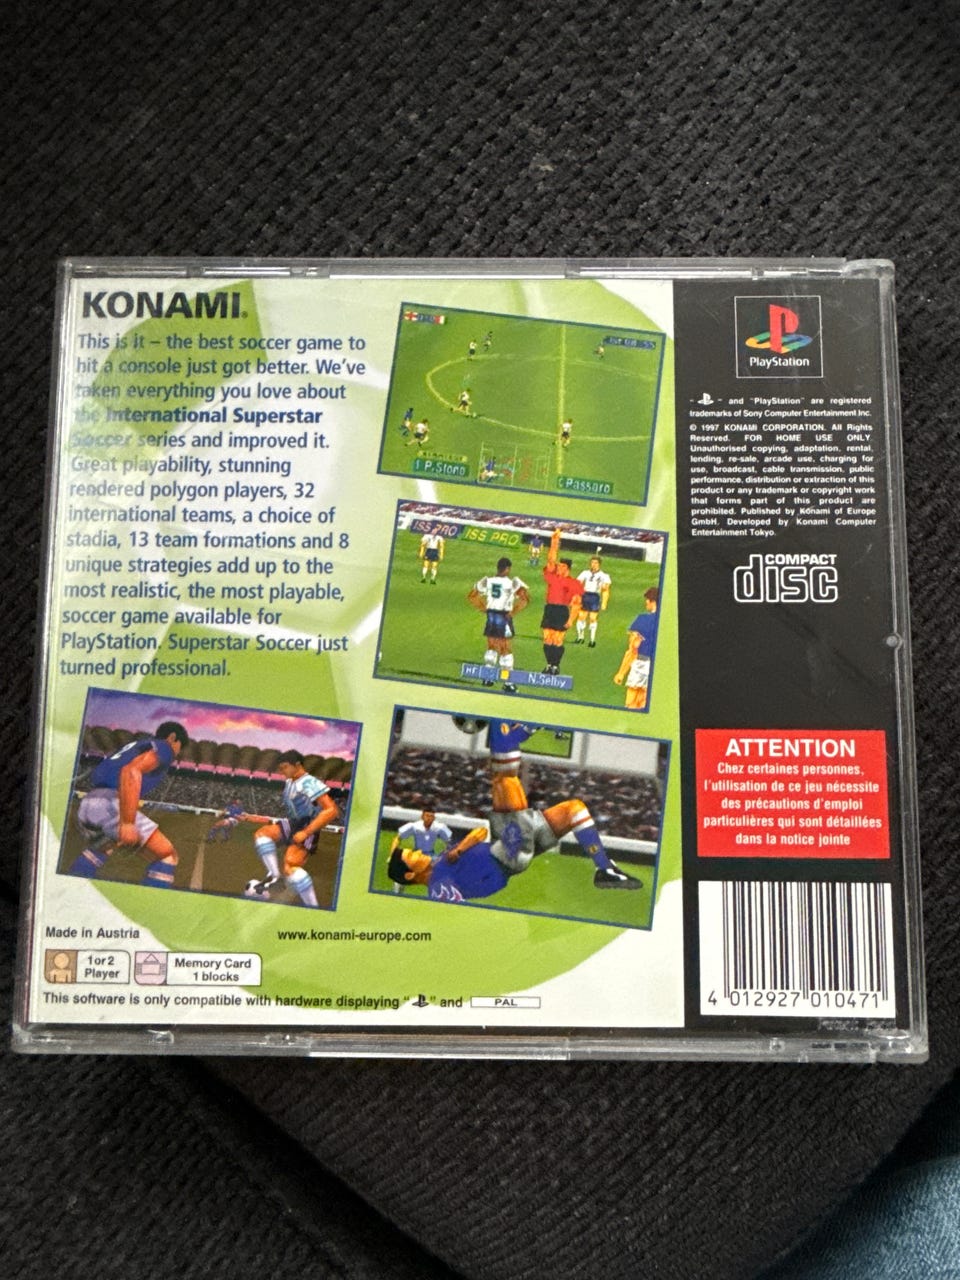 KONAMI®
This is it – the best soccer game to
hit a console just got better. We've
taken everything you love about
the International Superstar
Soccer series and improved it.
Great playability, stunning
rendered polygon players, 32
international teams, a choice of
stadia, 13 team formations and 8
unique strategies add up to the
most realistic, the most playable,
soccer game available for
PlayStation. Superstar Soccer just
turned professional.
P.Stone
Passaro
ISS PRO ISS PRO
5
N.Selby
Made in Austria
www.konami-europe.com
1 or 2
Player
Memory Card
1 blocks
This software is only compatible with hardware displaying " " and PAL
PlayStation
" " and "PlayStation" are registered
trademarks of Sony Computer Entertainment Inc.
© 1997 KONAMI CORPORATION. All Rights
Reserved. FOR HOME USE ONLY.
Unauthorised copying, adaptation, rental,
lending, re-sale, arcade use, charging for
use, broadcast, cable transmission, public
performance, distribution or extraction of this
product or any trademark or copyright work
that forms part of this product are
prohibited. Published by Konami of Europe
GmbH. Developed by Konami Computer
Entertainment Tokyo.
COMPACT
disc
ATTENTION
Chez certaines personnes,
l'utilisation de ce jeu nécessite
des précautions d'emploi
particulières qui sont détaillées
dans la notice jointe
4 012927 010471